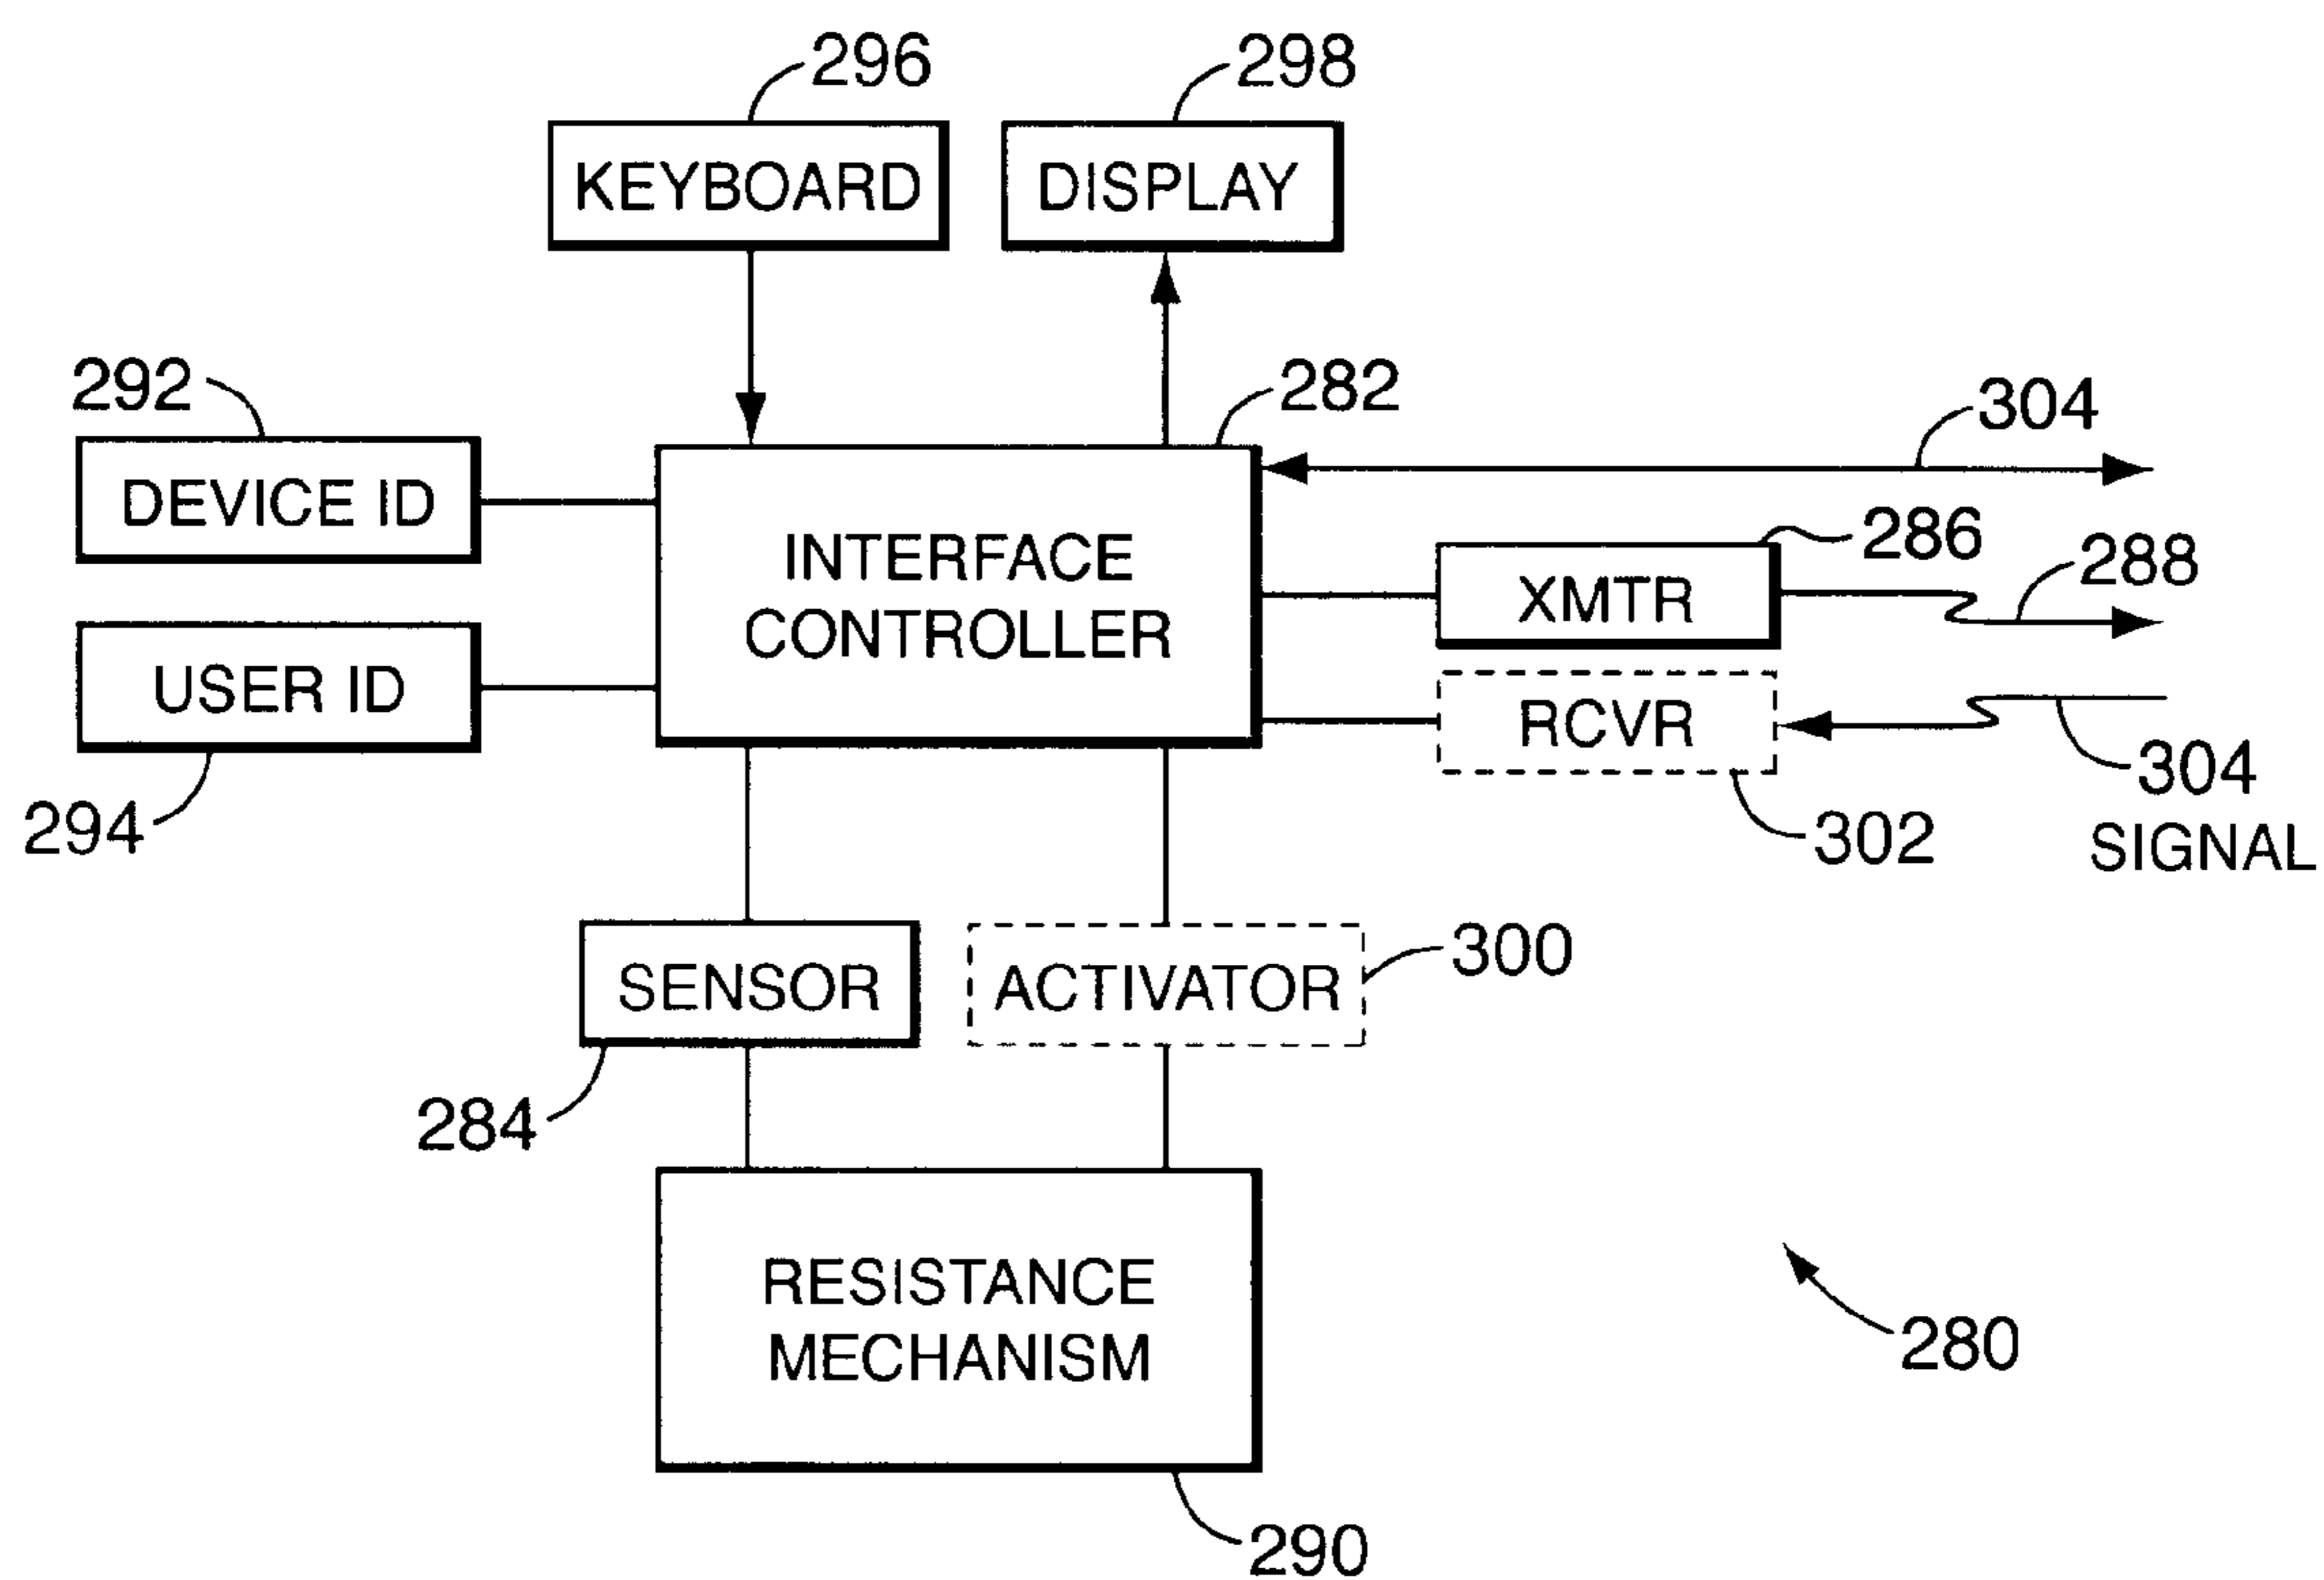 296
298
KEYBOARD
DISPLAY
292
282
304
DEVICE ID
INTERFACE
CONTROLLER
286
288
XMTR
USER ID
RCVR
304
SIGNAL
294
302
SENSOR
ACTIVATOR
300
284
RESISTANCE
MECHANISM
280
290